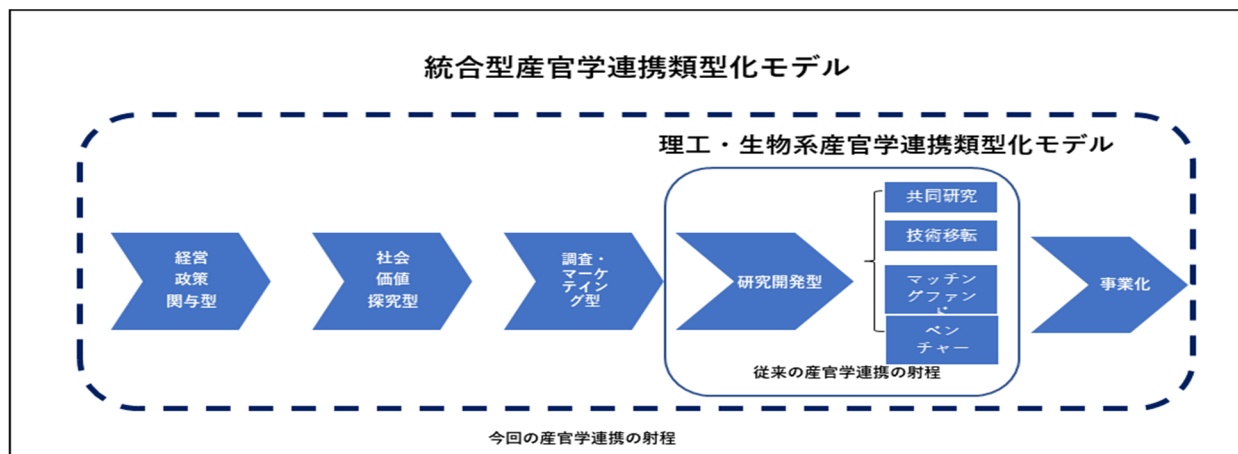 統合型産官学連携類型化モデル
理工・生物系産官学連携類型化モデル
経営
政策
関与型
社会
価値
探究型
調査・
マーケ
テイン
グ型
研究開発型
共同研究
技術移転
マッチン
グファン
ド
ベン
チャー
事業化
従来の産官学連携の射程
今回の産官学連携の射程